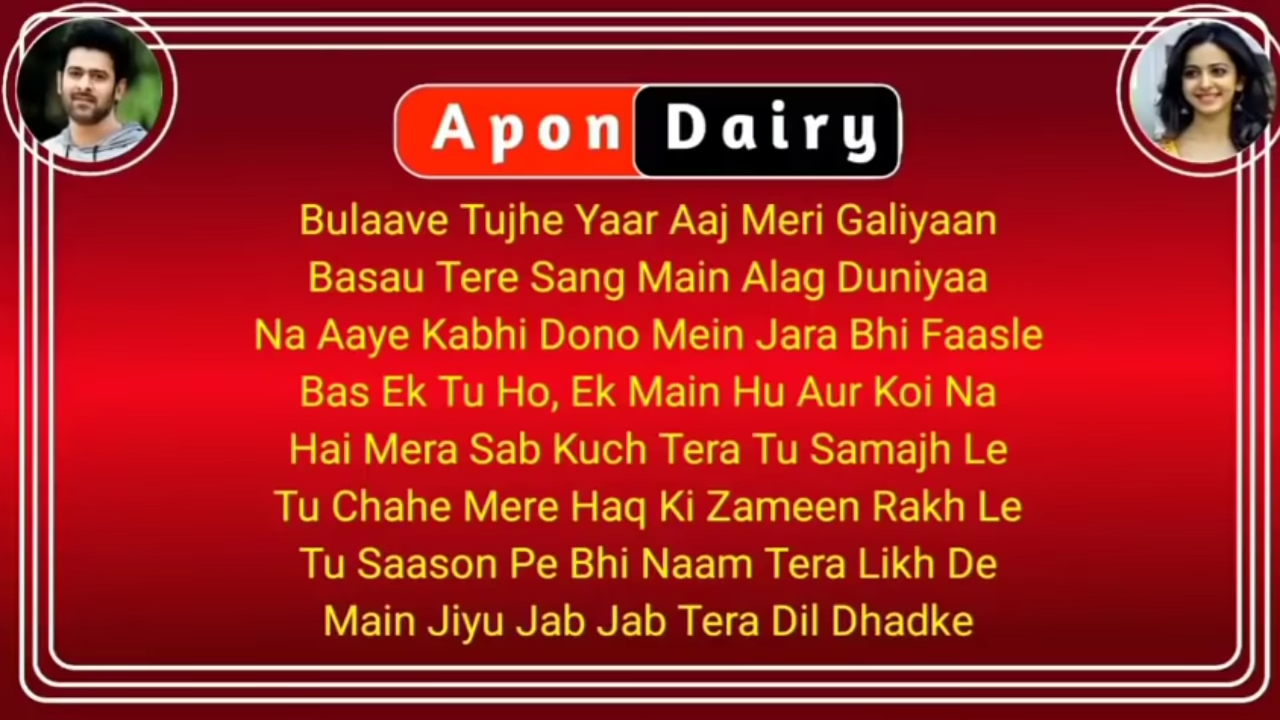 Apon Dairy
Bulaave Tujhe Yaar Aaj Meri Galiyaan
Basau Tere Sang Main Alag Duniyaa
Na Aaye Kabhi Dono Mein Jara Bhi Faasle
Bas Ek Tu Ho, Ek Main Hu Aur Koi Na
Hai Mera Sab Kuch Tera Tu Samajh Le
Tu Chahe Mere Haq Ki Zameen Rakh Le
Tu Saason Pe Bhi Naam Tera Likh De
Main Jiyu Jab Jab Tera Dil Dhadke